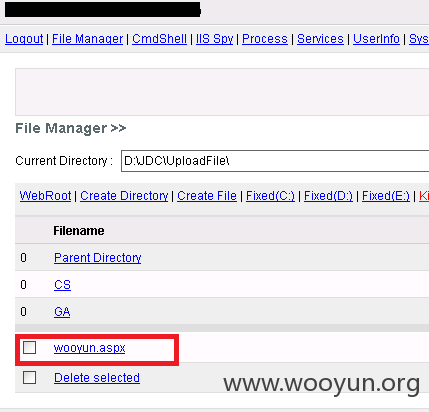 Logout | File Manager | CmdShell | IIS Spy | Process | Services | UserInfo | Sys
File Manager >>
Current Directory : D:\JDC\UploadFile\
WebRoot | Create Directory | Create File | Fixed(C:) | Fixed(D:) | Fixed(E:) | Ki
Filename
0 Parent Directory
0 CS
0 GA
wooyun.aspx
Delete selected
www.wooyun.org